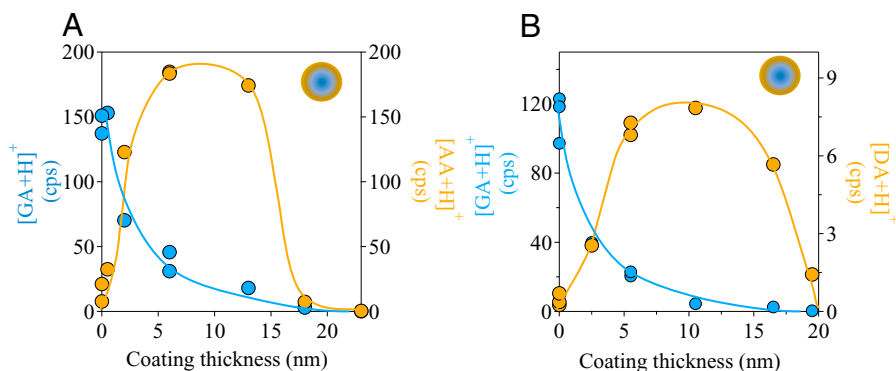 A
200
150
100
50
0
[GA+H]⁺
(cps)
200
150
100
50
0
[AA+H]⁺
(cps)
0 5 10 15 20
Coating thickness (nm)
B
120
80
40
0
[GA+H]⁺
(cps)
9
6
3
0
[DA+H]⁺
(cps)
0 5 10 15 20
Coating thickness (nm)